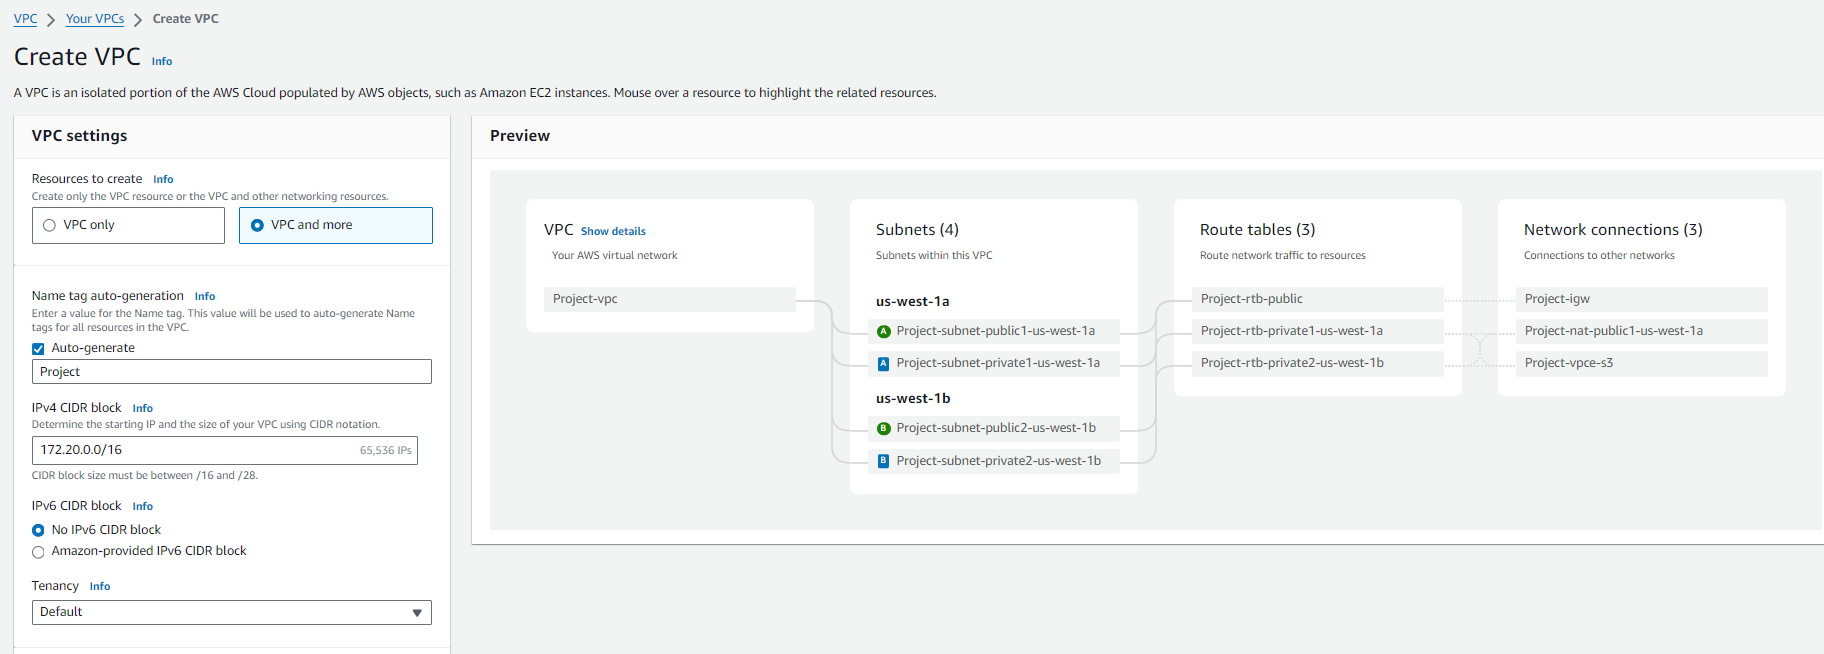 VPC > Your VPCs > Create VPC
Create VPC Info
A VPC is an isolated portion of the AWS Cloud populated by AWS objects, such as Amazon EC2 instances. Mouse over a resource to highlight the related resources.
VPC settings
Resources to create Info
Create only the VPC resource or the VPC and other networking resources.
VPC only
VPC and more
Name tag auto-generation Info
Enter a value for the Name tag. This value will be used to auto-generate Name
tags for all resources in the VPC.
Auto-generate
Project
IPv4 CIDR block Info
Determine the starting IP and the size of your VPC using CIDR notation.
172.20.0.0/16 65,536 IPs
CIDR block size must be between /16 and /28.
IPv6 CIDR block Info
No IPv6 CIDR block
Amazon-provided IPv6 CIDR block
Tenancy Info
Default
Preview
VPC Show details
Your AWS virtual network
Project-vpc
Subnets (4)
Subnets within this VPC
us-west-1a
A Project-subnet-public1-us-west-1a
A Project-subnet-private1-us-west-1a
us-west-1b
B Project-subnet-public2-us-west-1b
B Project-subnet-private2-us-west-1b
Route tables (3)
Route network traffic to resources
Project-rtb-public
Project-rtb-private1-us-west-1a
Project-rtb-private2-us-west-1b
Network connections (3)
Connections to other networks
Project-igw
Project-nat-public1-us-west-1a
Project-vpce-s3